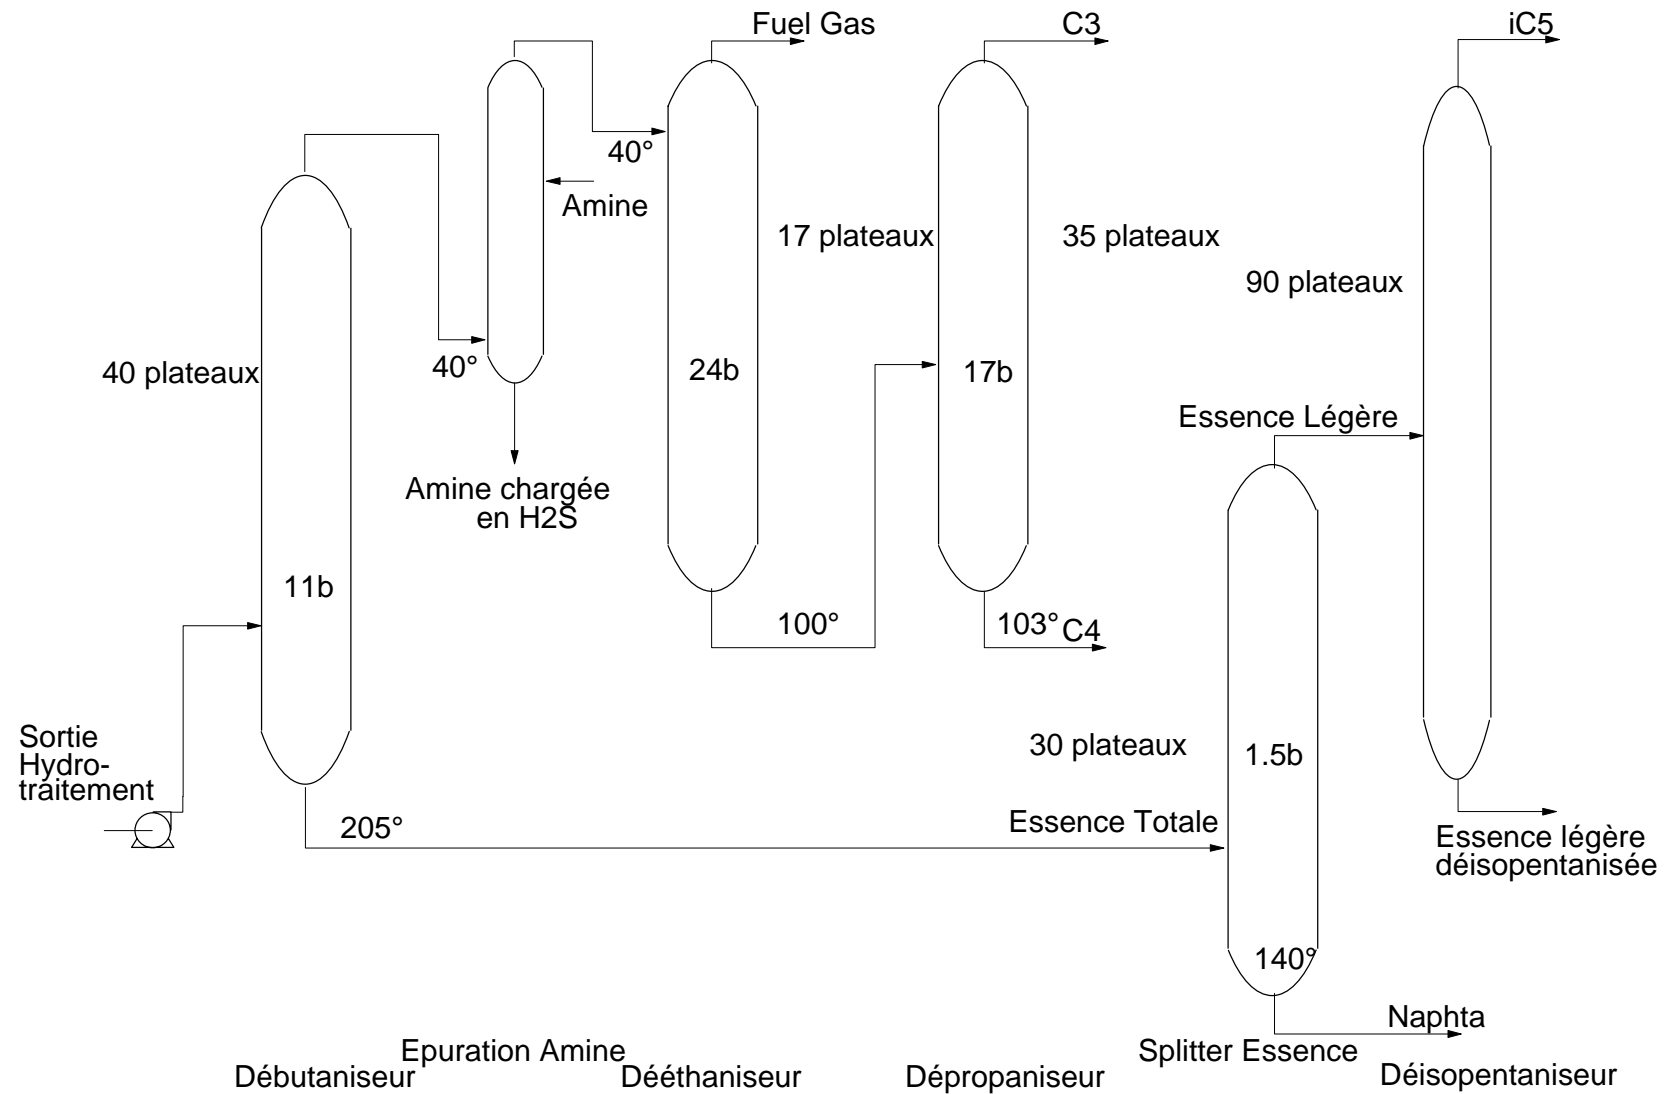 Fuel Gas
C3
iC5
40°
Amine
17 plateaux
35 plateaux
90 plateaux
40 plateaux
40°
24b
17b
Essence Légère
Amine chargée
en H2S
11b
100°
103°
C4
Sortie
Hydro-
traitement
30 plateaux
1.5b
205°
Essence Totale
Essence légère
déisopentanisée
140°
Naphta
Epuration Amine
Splitter Essence
Débutaniseur
Dééthaniseur
Dépropaniseur
Déisopentaniseur